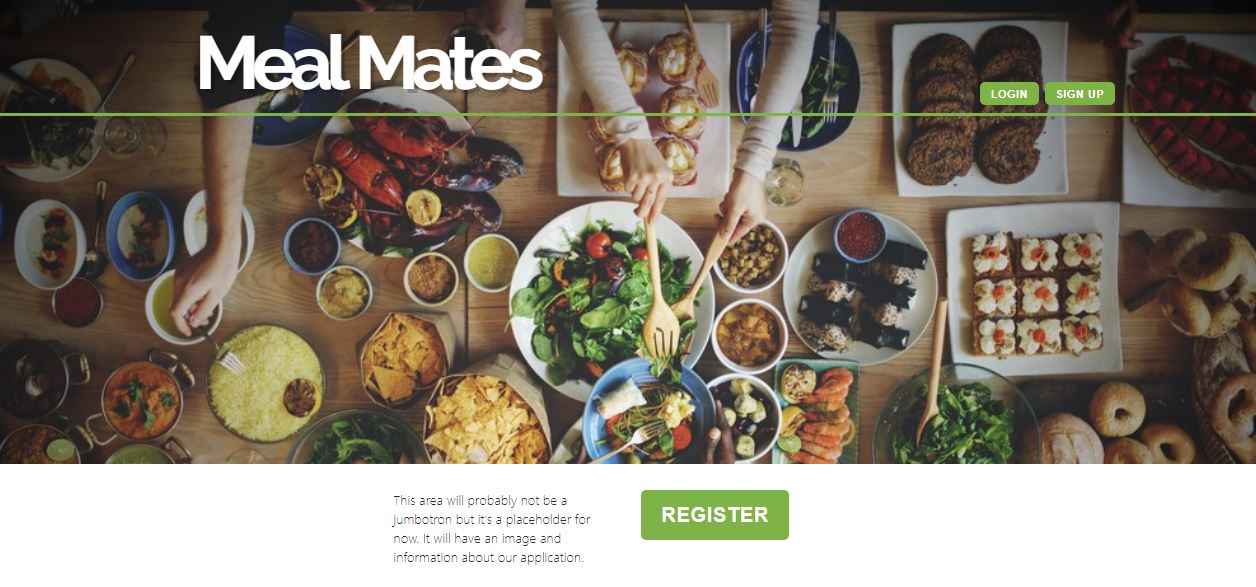 Meal Mates
LOGIN
SIGN UP
This area will probably not be a
jumbotron but it's a placeholder for
now. It will have an image and
information about our application.
REGISTER